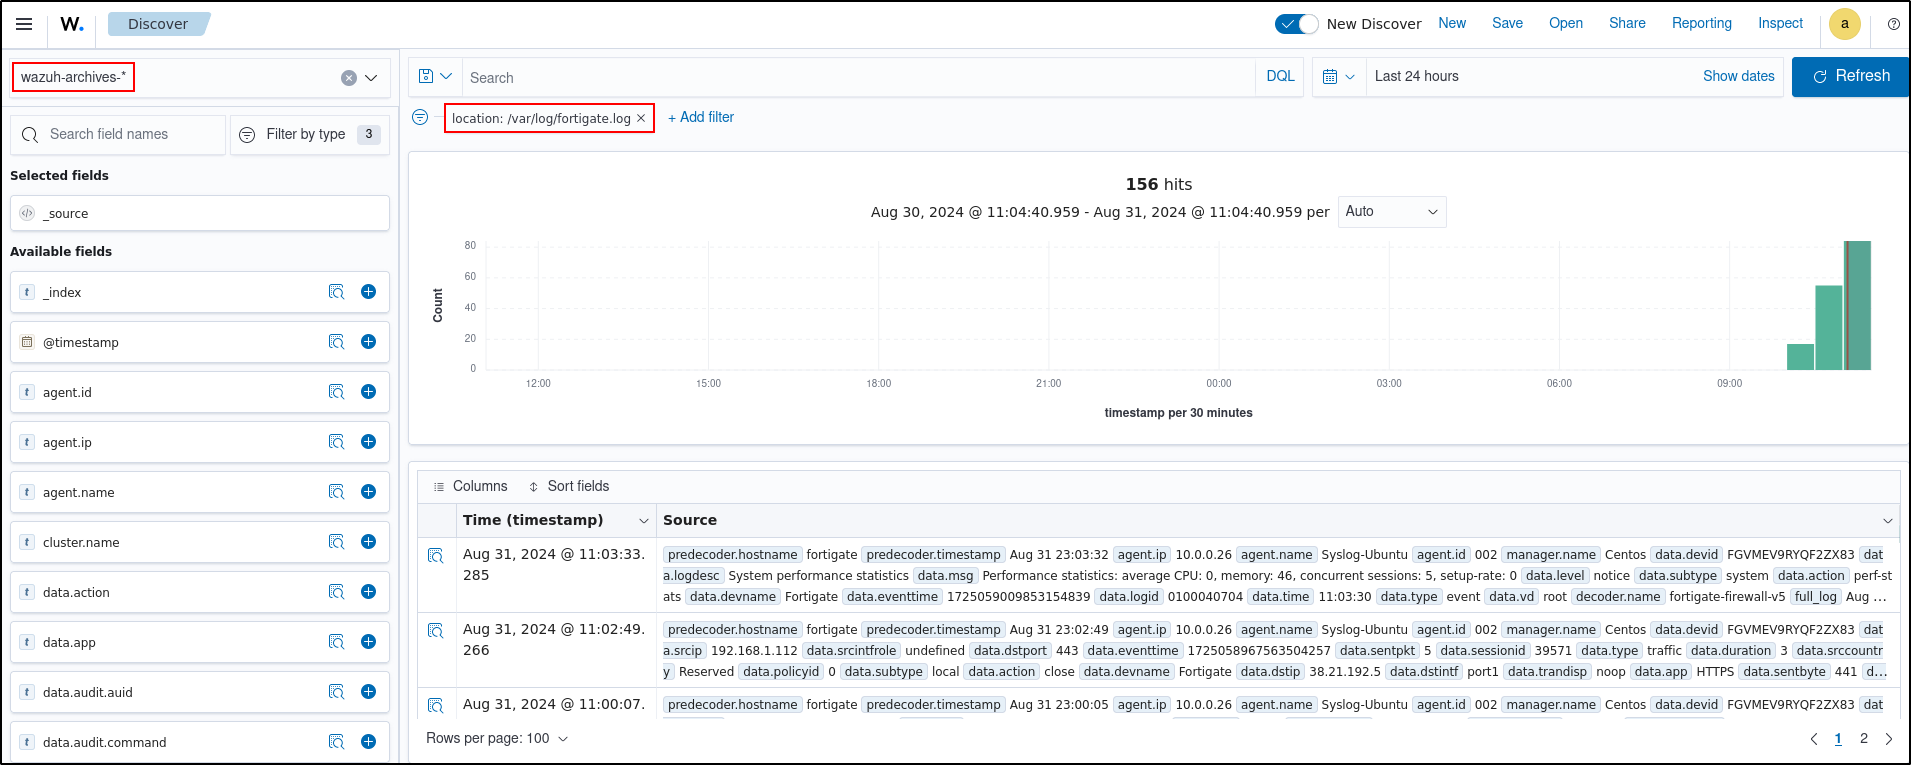 W. Discover New Discover New Save Open Share Reporting Inspect a
wazuh-archives-* Search DQL Last 24 hours Show dates Refresh
location: /var/log/fortigate.log × + Add filter
Search field names Filter by type 3
Selected fields
_source
Available fields
t _index
@timestamp
t agent.id
t agent.ip
t agent.name
t cluster.name
t data.action
t data.app
t data.audit.auid
t data.audit.command
156 hits
Aug 30, 2024 @ 11:04:40.959 - Aug 31, 2024 @ 11:04:40.959 per Auto
Count
80
60
40
20
0
12:00 15:00 18:00 21:00 00:00 03:00 06:00 09:00
timestamp per 30 minutes
Columns Sort fields
Time (timestamp) Source
Aug 31, 2024 @ 11:03:33.
285
predecoder.hostname fortigate predecoder.timestamp Aug 31 23:03:32 agent.ip 10.0.0.26 agent.name Syslog-Ubuntu agent.id 002 manager.name Centos data.devid FGVMEV9RYQF2ZX83 dat
a.logdesc System performance statistics data.msg Performance statistics: average CPU: 0, memory: 46, concurrent sessions: 5, setup-rate: 0 data.level notice data.subtype system data.action perf-st
ats data.devname Fortigate data.eventtime 1725059009853154839 data.logid 0100040704 data.time 11:03:30 data.type event data.vd root decoder.name fortigate-firewall-v5 full_log Aug ...
Aug 31, 2024 @ 11:02:49.
266
predecoder.hostname fortigate predecoder.timestamp Aug 31 23:02:49 agent.ip 10.0.0.26 agent.name Syslog-Ubuntu agent.id 002 manager.name Centos data.devid FGVMEV9RYQF2ZX83 dat
a.srcip 192.168.1.112 data.srcintfrole undefined data.dstport 443 data.eventtime 1725058967563504257 data.sentpkt 5 data.sessionid 39571 data.type traffic data.duration 3 data.srccountr
y Reserved data.policyid 0 data.subtype local data.action close data.devname Fortigate data.dstip 38.21.192.5 data.dstintf port1 data.trandisp noop data.app HTTPS data.sentbyte 441 d...
Aug 31, 2024 @ 11:00:07.
predecoder.hostname fortigate predecoder.timestamp Aug 31 23:00:05 agent.ip 10.0.0.26 agent.name Syslog-Ubuntu agent.id 002 manager.name Centos data.devid FGVMEV9RYQF2ZX83 dat
Rows per page: 100 1 2